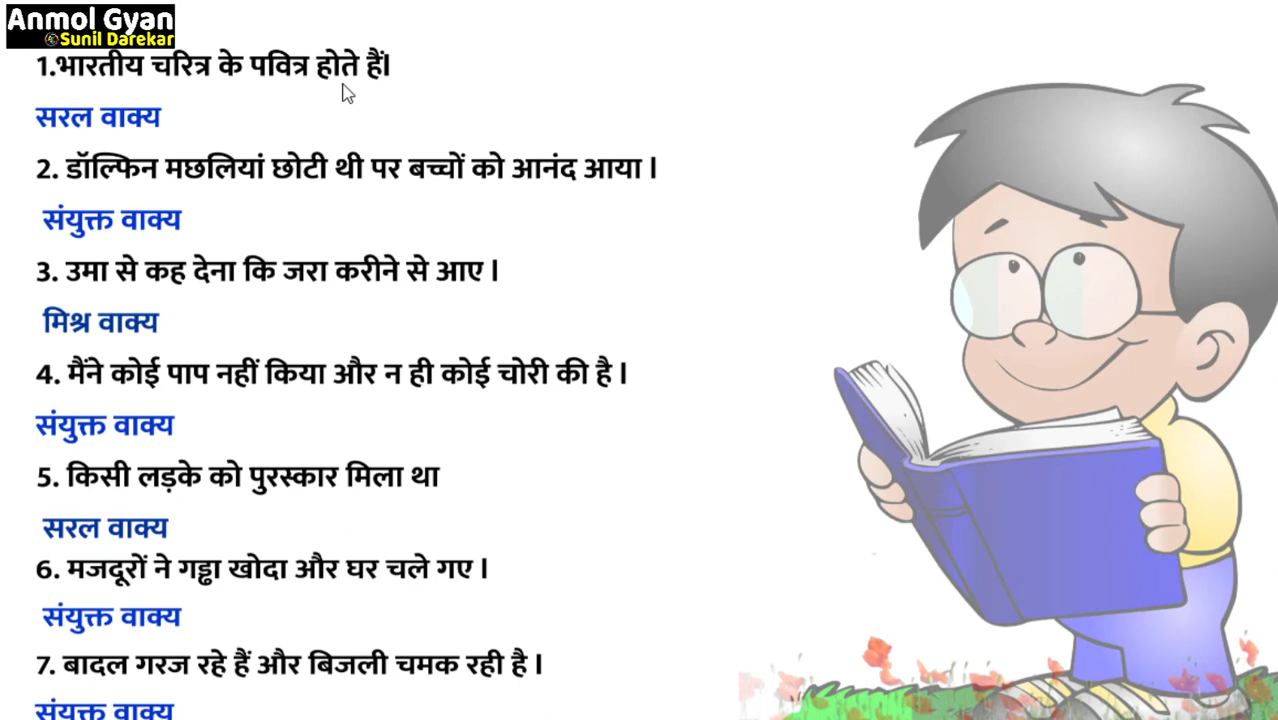 Anmol Gyan
©Sunil Darekar
1.भारतीय चरित्र के पवित्र होते हैं।
सरल वाक्य
2. डॉल्फिन मछलियां छोटी थी पर बच्चों को आनंद आया।
संयुक्त वाक्य
3. उमा से कह देना कि जरा करीने से आए।
मिश्र वाक्य
4. मैंने कोई पाप नहीं किया और न ही कोई चोरी की है।
संयुक्त वाक्य
5. किसी लड़के को पुरस्कार मिला था
सरल वाक्य
6. मजदूरों ने गड्ढा खोदा और घर चले गए।
संयुक्त वाक्य
7. बादल गरज रहे हैं और बिजली चमक रही है।
संयुक्त वाक्य